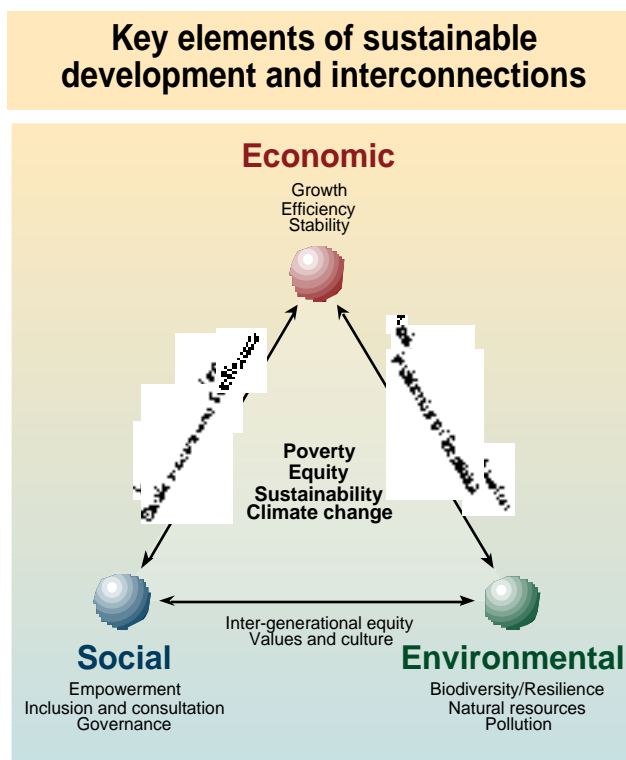 Key elements of sustainable
development and interconnections
Economic
Growth
Efficiency
Stability
Poverty
Equity
Sustainability
Climate change
Inter-generational equity
Values and culture
Social
Empowerment
Inclusion and consultation
Governance
Environmental
Biodiversity/Resilience
Natural resources
Pollution